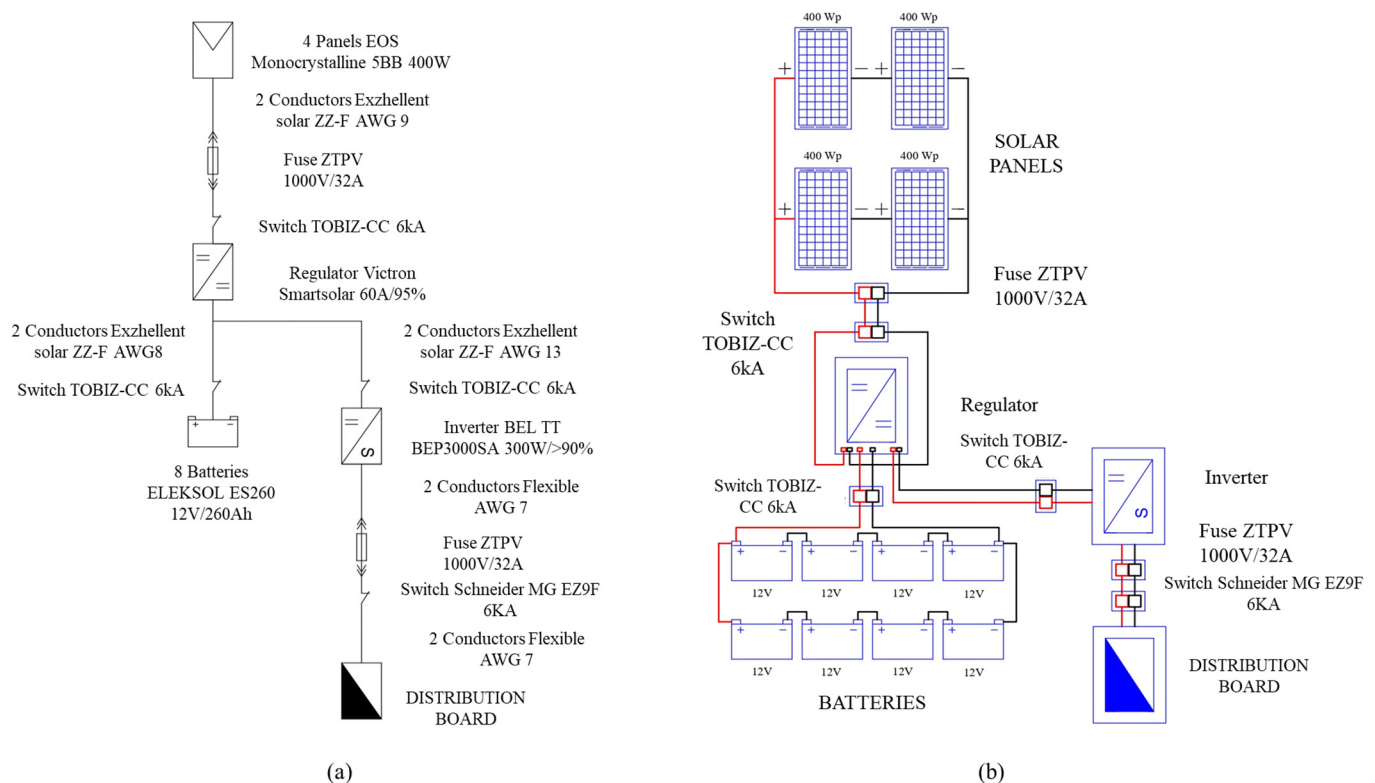 4 Panels EOS
Monocrystalline 5BB 400W
2 Conductors Exzhellent
solar ZZ-F AWG 9
Fuse ZTPV
1000V/32A
Switch TOBIZ-CC 6kA
Regulator Victron
Smartsolar 60A/95%
2 Conductors Exzhellent
solar ZZ-F AWG8
2 Conductors Exzhellent
solar ZZ-F AWG 13
Switch TOBIZ-CC 6kA
Switch TOBIZ-CC 6kA
+ -
8 Batteries
ELEKSOL ES260
12V/260Ah
S
Inverter BEL TT
BEP3000SA 300W/>90%
2 Conductors Flexible
AWG 7
Fuse ZTPV
1000V/32A
Switch Schneider MG EZ9F
6KA
2 Conductors Flexible
AWG 7
DISTRIBUTION
BOARD
(a)
400 Wp
400 Wp
+ - + -
SOLAR
PANELS
400 Wp
400 Wp
+ - + -
Fuse ZTPV
1000V/32A
Switch
TOBIZ-CC
6kA
Regulator
Switch TOBIZ-
CC 6kA
Switch TOBIZ-
CC 6kA
S
Inverter
Fuse ZTPV
1000V/32A
Switch Schneider MG EZ9F
6KA
+ - + - + - + -
12V
12V
12V
12V
+ - + - + - + -
12V
12V
12V
12V
BATTERIES
DISTRIBUTION
BOARD
(b)